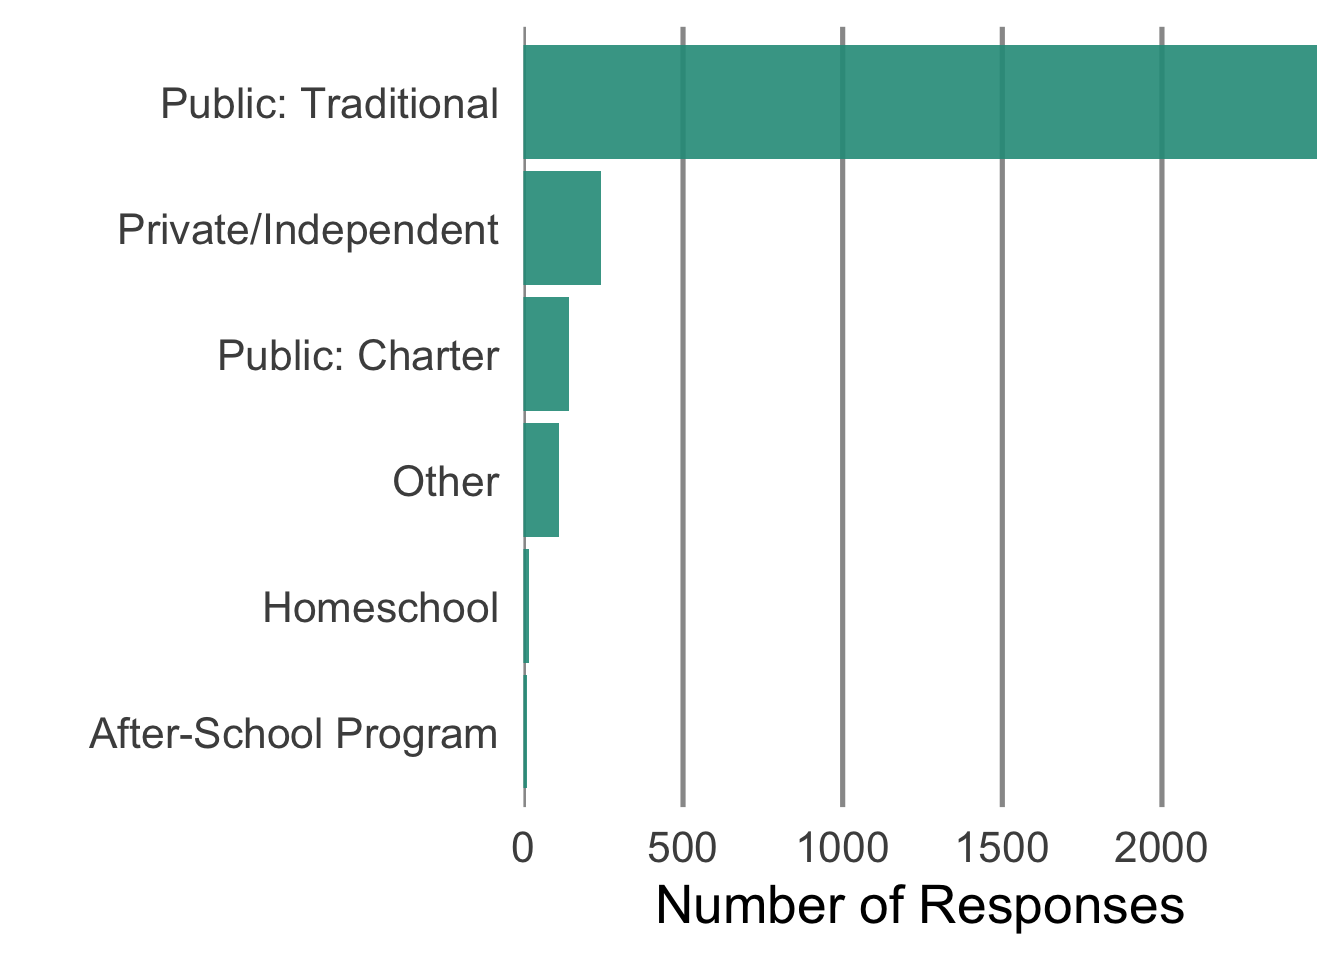 Public: Traditional
Private/Independent
Public: Charter
Other
Homeschool
After-School Program
0 500 1000 1500 2000
Number of Responses